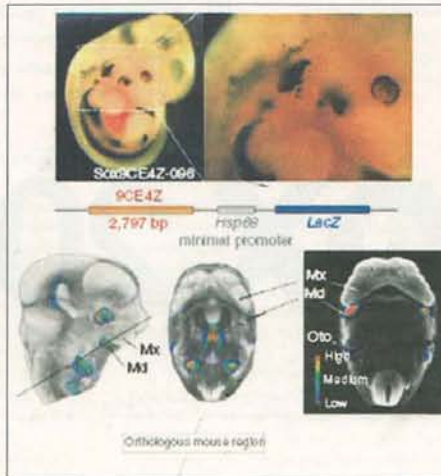 Sox9CE4Z-096
9CE4Z
2,797 bp
Hsp68
LacZ
minimal promoter
Mx
Md
Mx
Md
Oto
High
Medium
Low
Orthologous mouse region